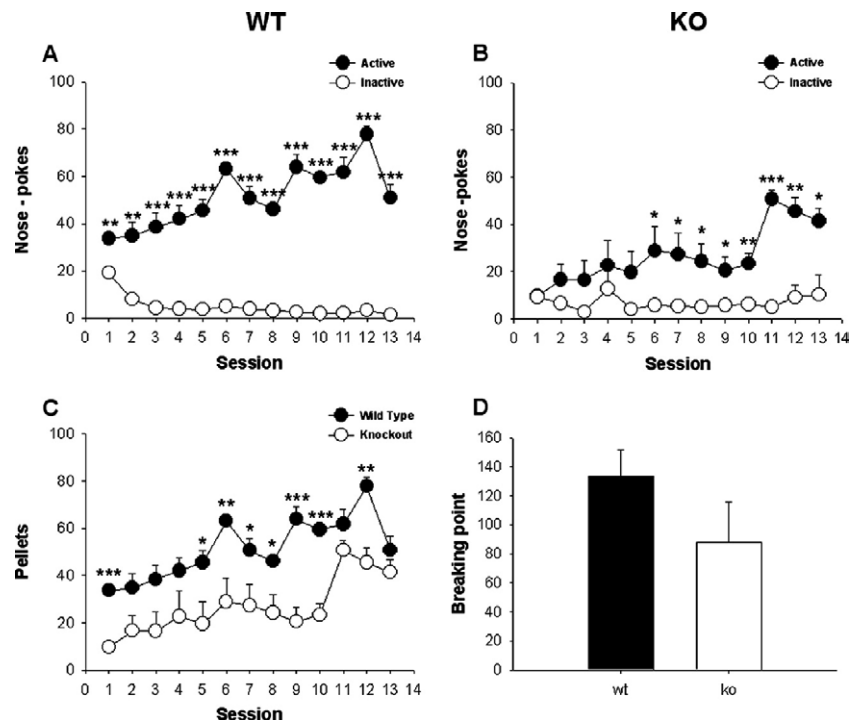 WT
KO
A
Active
Inactive
100
80
60
40
20
0
Nose - pokes
** ** *** *** *** *** *** *** *** *** *** *** ***
0 1 2 3 4 5 6 7 8 9 10 11 12 13 14
Session
B
Active
Inactive
100
80
60
40
20
0
Nose -pokes
* * * * ** *** ** *
0 1 2 3 4 5 6 7 8 9 10 11 12 13 14
Session
C
Wild Type
Knockout
100
80
60
40
20
0
Pellets
*** * ** * * *** *** **
0 1 2 3 4 5 6 7 8 9 10 11 12 13 14
Session
D
160
140
120
100
80
60
40
20
0
Breaking point
wt
ko